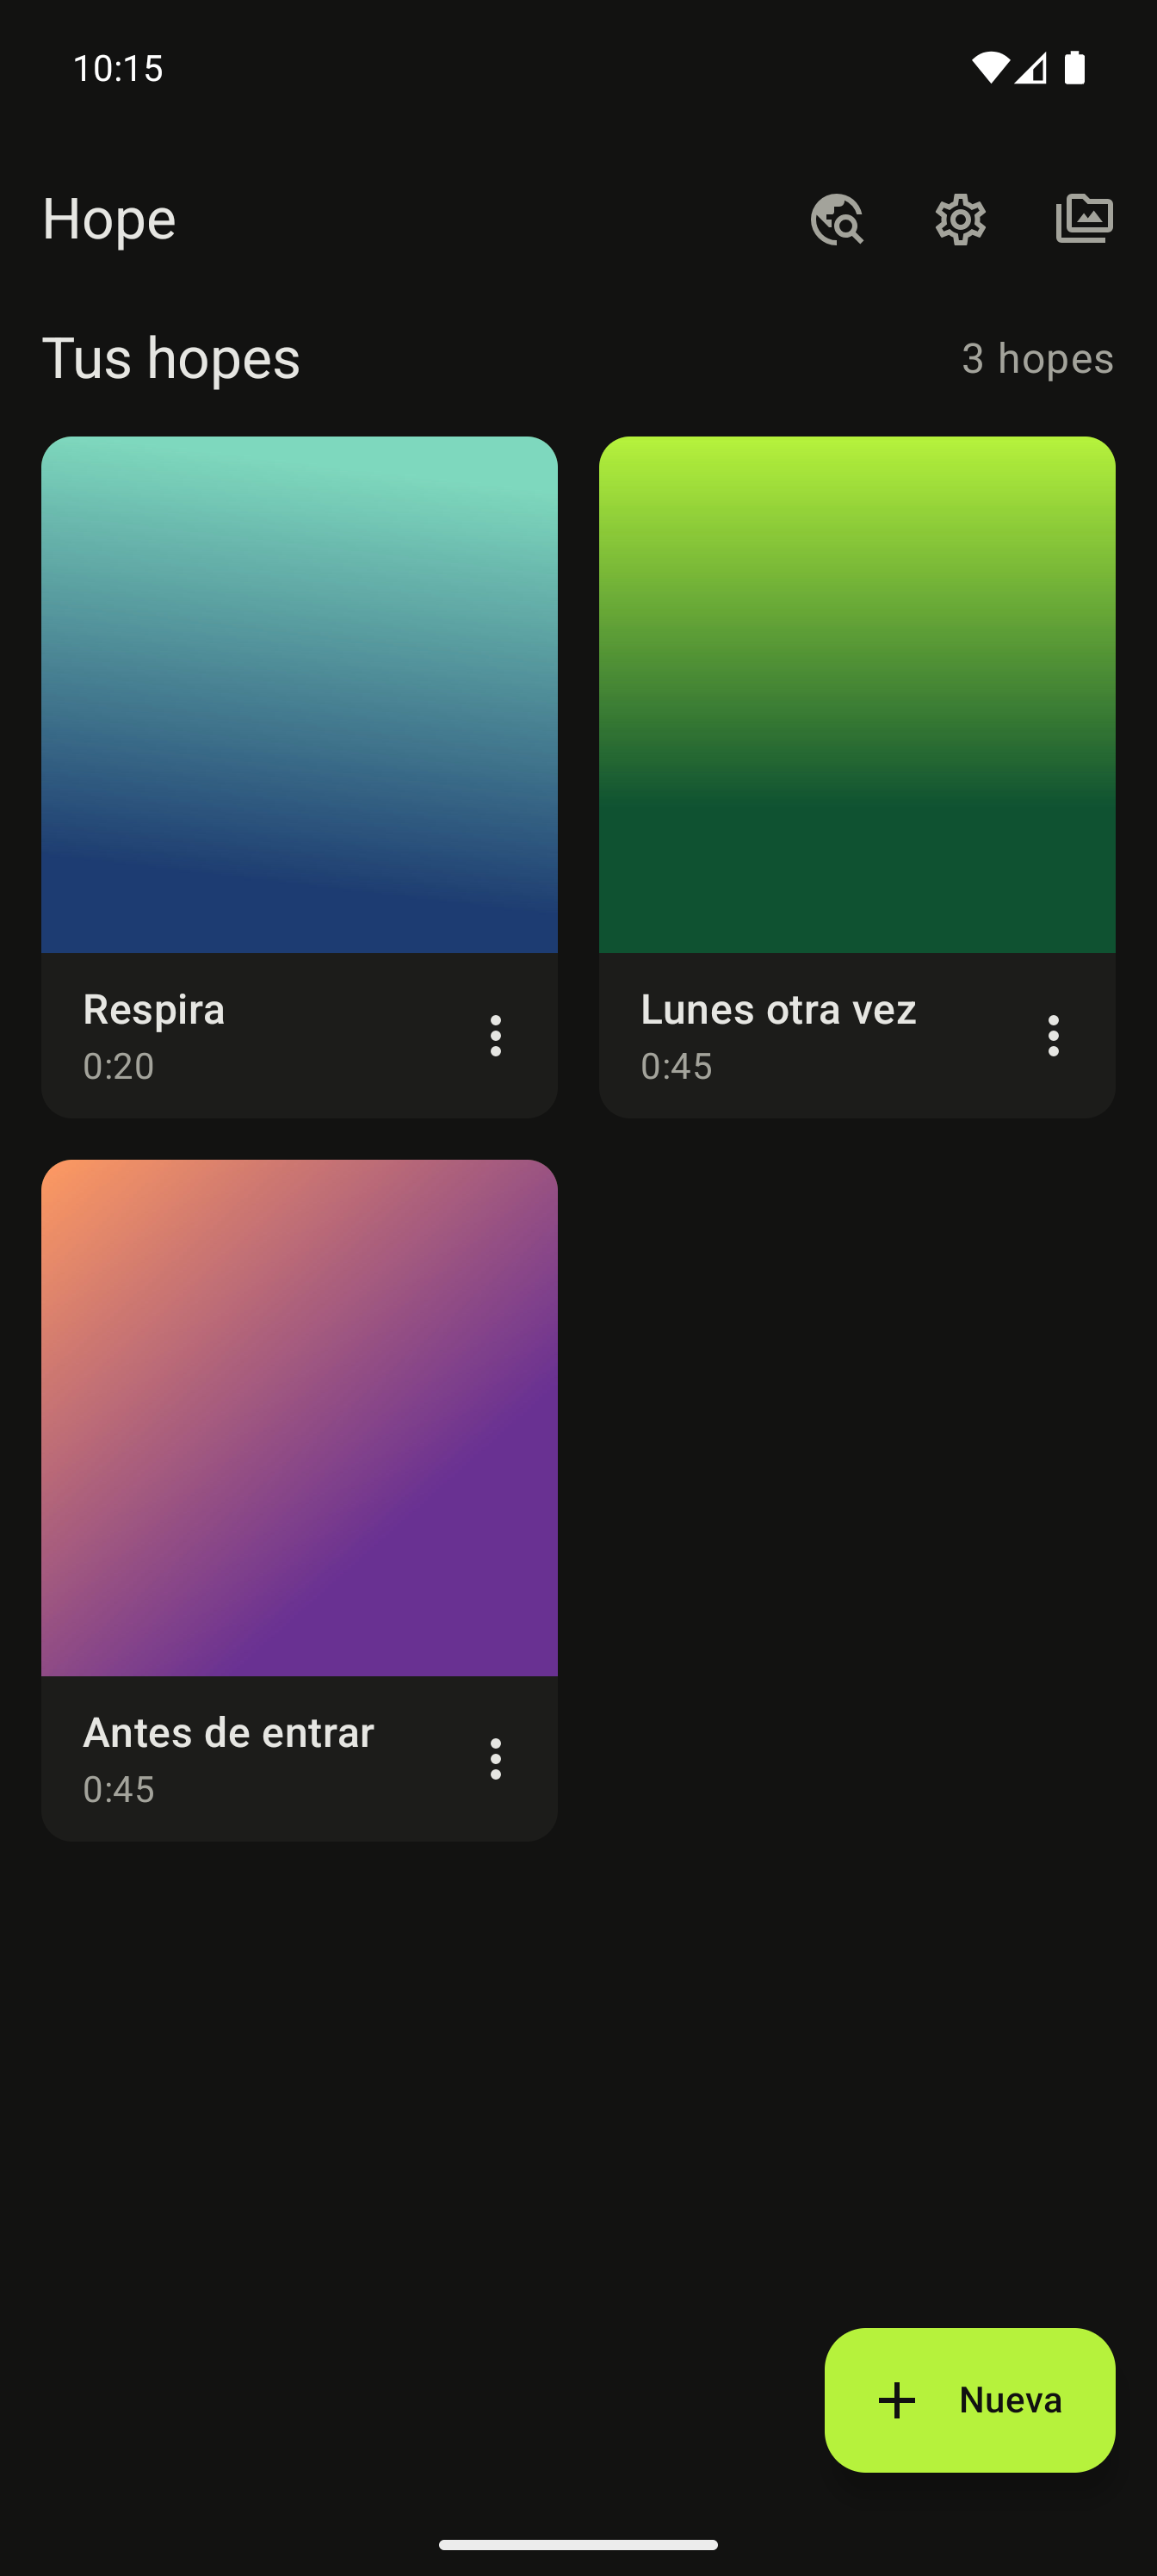 10:15
Hope
Tus hopes
3 hopes
Respira
0:20
Lunes otra vez
0:45
Antes de entrar
0:45
Nueva